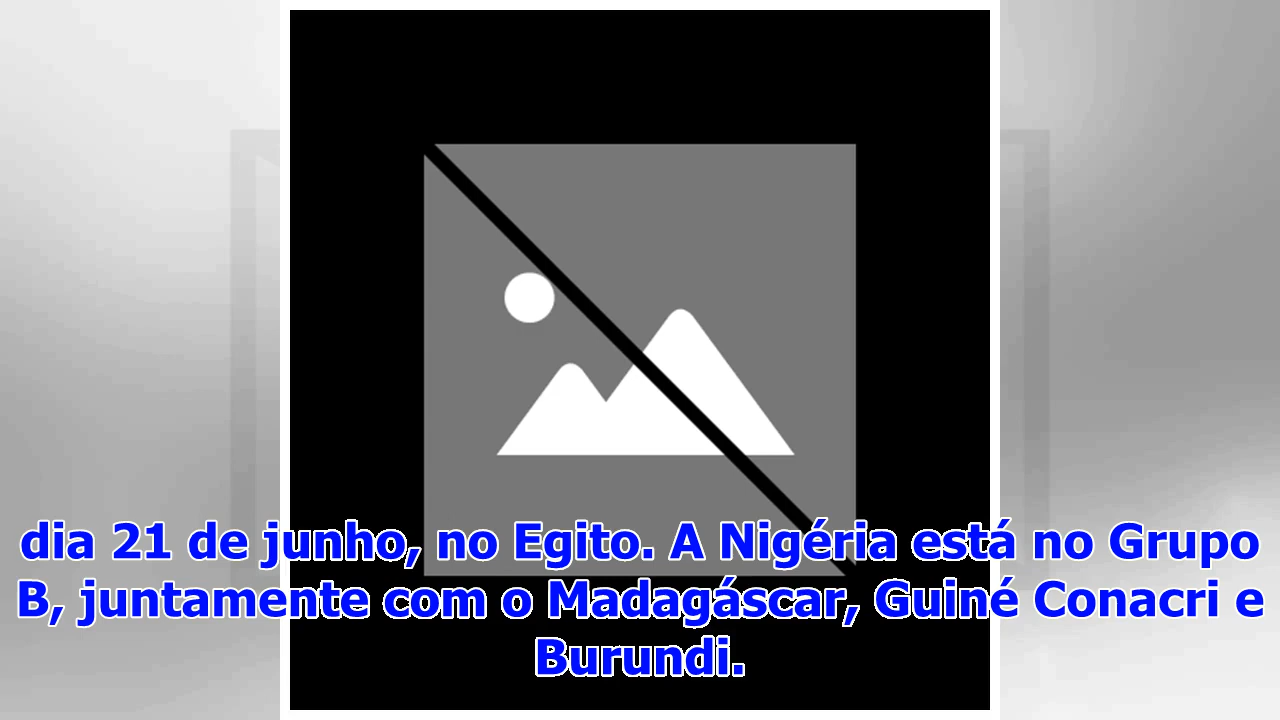 dia 21 de junho, no Egito. A Nigéria está no Grupo
B, juntamente com o Madagáscar, Guiné Conacri e
Burundi.